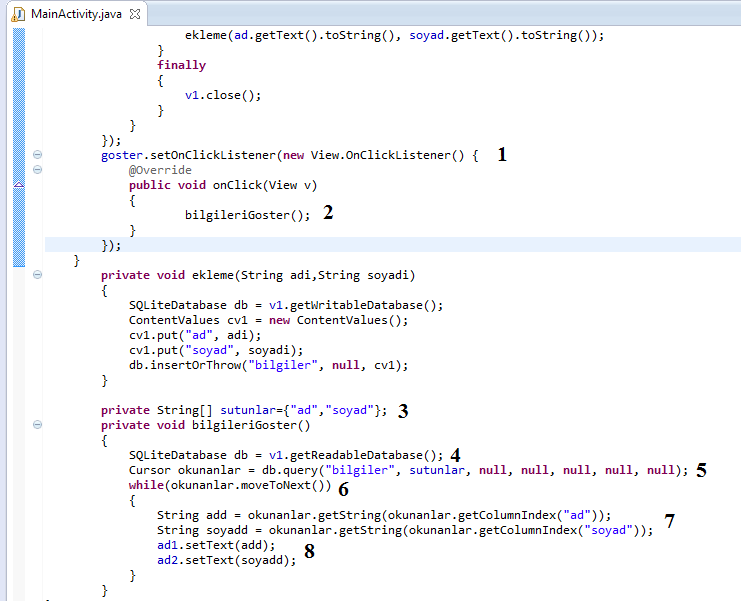 MainActivity.java
ekleme(ad.getText().toString(), soyad.getText().toString());
}
finally
{
v1.close();
}
}
});
goster.setOnClickListener(new View.OnClickListener() { 1
@Override
public void onClick(View v)
{
bilgileriGoster(); 2
}
});
}
private void ekleme(String adi,String soyadi)
{
SQLiteDatabase db = v1.getWritableDatabase();
ContentValues cv1 = new ContentValues();
cv1.put("ad", adi);
cv1.put("soyad", soyadi);
db.insertOrThrow("bilgiler", null, cv1);
}
private String[] sutunlar={"ad","soyad"}; 3
private void bilgileriGoster()
{
SQLiteDatabase db = v1.getReadableDatabase(); 4
Cursor okunanlar = db.query("bilgiler", sutunlar, null, null, null, null, null); 5
while(okunanlar.moveToNext()) 6
{
String add = okunanlar.getString(okunanlar.getColumnIndex("ad")); 7
String soyadd = okunanlar.getString(okunanlar.getColumnIndex("soyad"));
ad1.setText(add); 8
ad2.setText(soyadd);
}
}